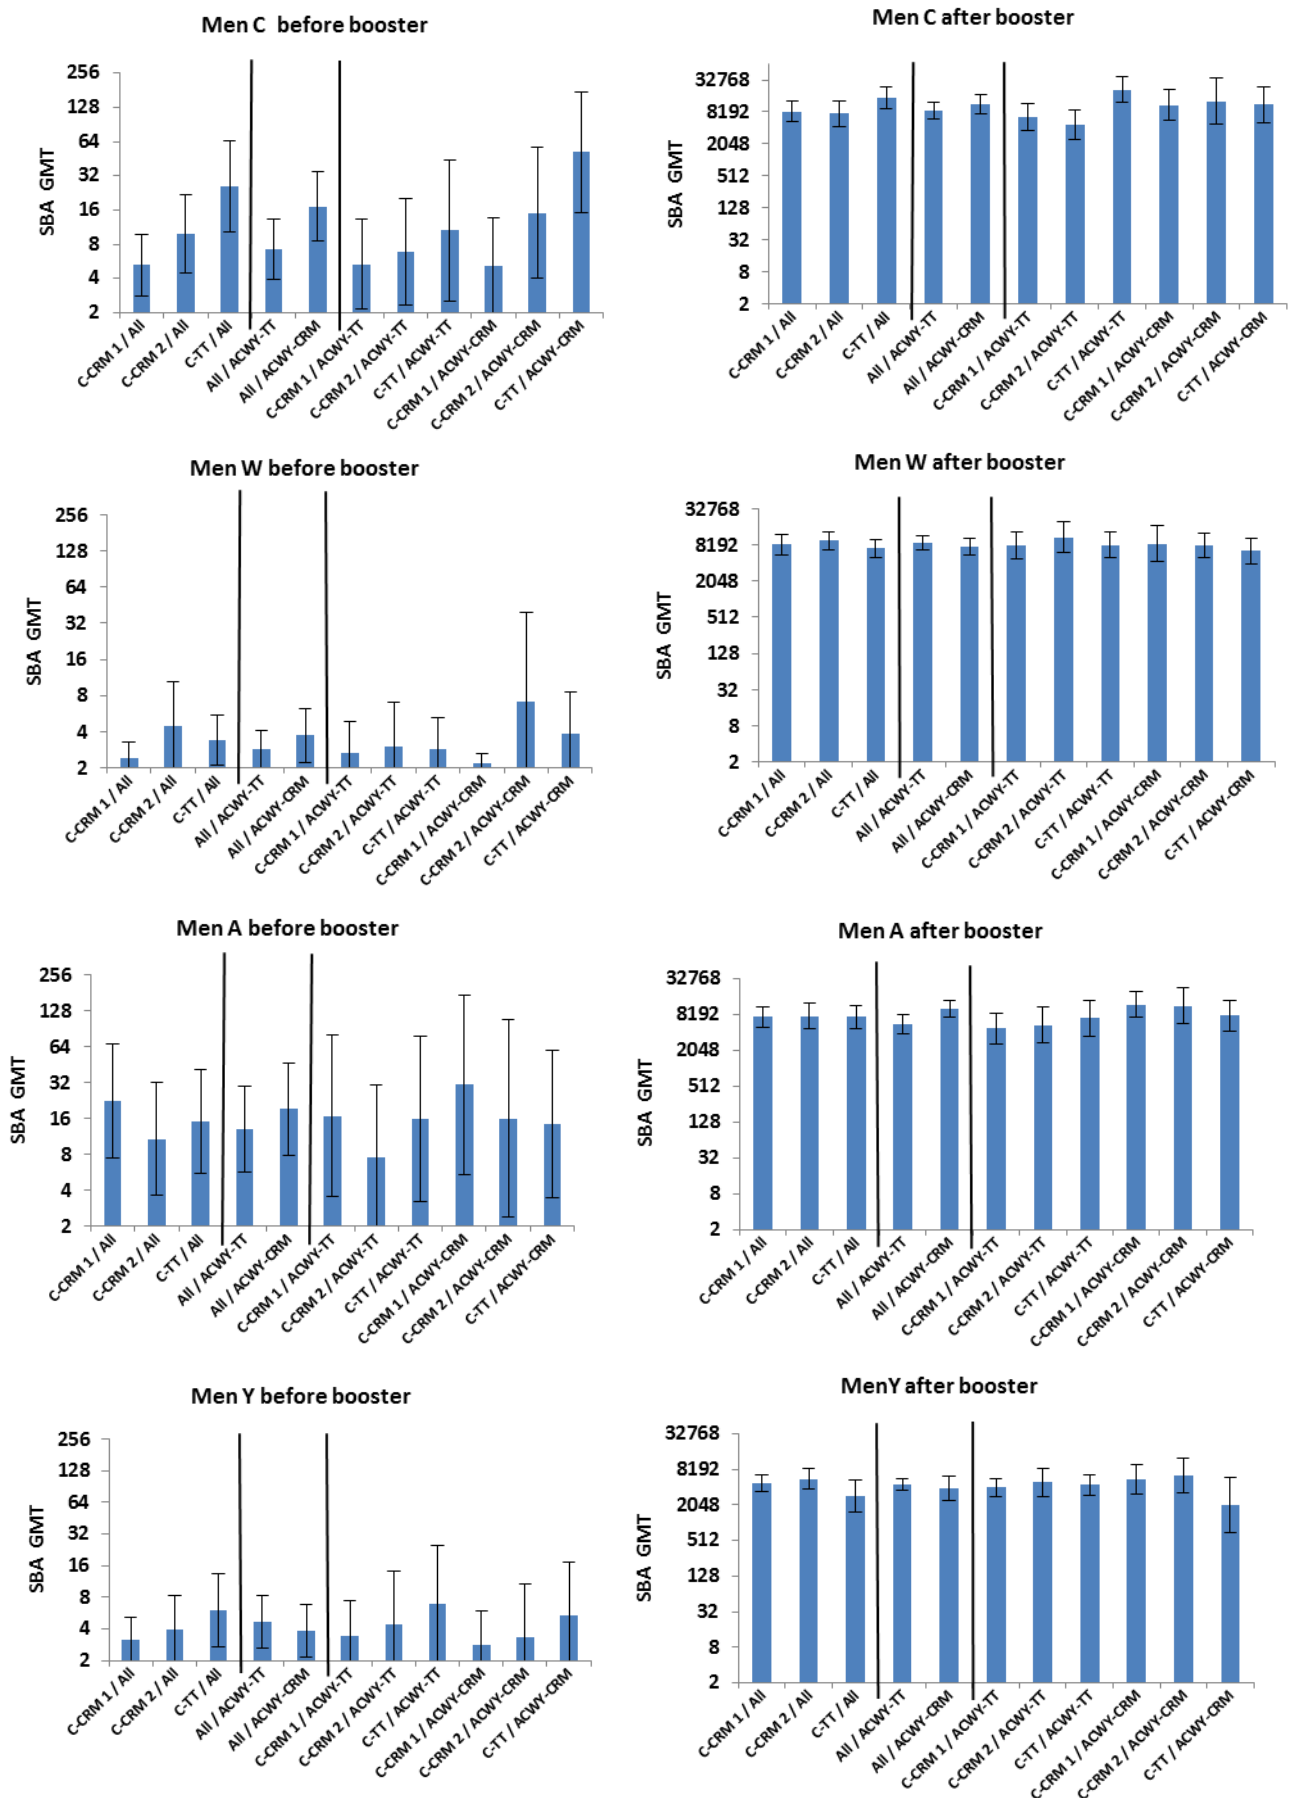 Men C before booster
SBA GMT
256
128
64
32
16
8
4
2
C-CRM 1 / All
C-CRM 2 / All
C-TT / All
All / ACWY-TT
All / ACWY-CRM
C-CRM 1 / ACWY-TT
C-CRM 2 / ACWY-TT
C-TT / ACWY-TT
C-CRM 1 / ACWY-CRM
C-CRM 2 / ACWY-CRM
C-TT / ACWY-CRM
Men C after booster
SBA GMT
32768
8192
2048
512
128
32
8
2
C-CRM 1 / All
C-CRM 2 / All
C-TT / All
All / ACWY-TT
All / ACWY-CRM
C-CRM 1 / ACWY-TT
C-CRM 2 / ACWY-TT
C-TT / ACWY-TT
C-CRM 1 / ACWY-CRM
C-CRM 2 / ACWY-CRM
C-TT / ACWY-CRM
Men W before booster
SBA GMT
256
128
64
32
16
8
4
2
C-CRM 1 / All
C-CRM 2 / All
C-TT / All
All / ACWY-TT
All / ACWY-CRM
C-CRM 1 / ACWY-TT
C-CRM 2 / ACWY-TT
C-TT / ACWY-TT
C-CRM 1 / ACWY-CRM
C-CRM 2 / ACWY-CRM
C-TT / ACWY-CRM
Men W after booster
SBA GMT
32768
8192
2048
512
128
32
8
2
C-CRM 1 / All
C-CRM 2 / All
C-TT / All
All / ACWY-TT
All / ACWY-CRM
C-CRM 1 / ACWY-TT
C-CRM 2 / ACWY-TT
C-TT / ACWY-TT
C-CRM 1 / ACWY-CRM
C-CRM 2 / ACWY-CRM
C-TT / ACWY-CRM
Men A before booster
SBA GMT
256
128
64
32
16
8
4
2
C-CRM 1 / All
C-CRM 2 / All
C-TT / All
All / ACWY-TT
All / ACWY-CRM
C-CRM 1 / ACWY-TT
C-CRM 2 / ACWY-TT
C-TT / ACWY-TT
C-CRM 1 / ACWY-CRM
C-CRM 2 / ACWY-CRM
C-TT / ACWY-CRM
Men A after booster
SBA GMT
32768
8192
2048
512
128
32
8
2
C-CRM 1 / All
C-CRM 2 / All
C-TT / All
All / ACWY-TT
All / ACWY-CRM
C-CRM 1 / ACWY-TT
C-CRM 2 / ACWY-TT
C-TT / ACWY-TT
C-CRM 1 / ACWY-CRM
C-CRM 2 / ACWY-CRM
C-TT / ACWY-CRM
Men Y before booster
SBA GMT
256
128
64
32
16
8
4
2
C-CRM 1 / All
C-CRM 2 / All
C-TT / All
All / ACWY-TT
All / ACWY-CRM
C-CRM 1 / ACWY-TT
C-CRM 2 / ACWY-TT
C-TT / ACWY-TT
C-CRM 1 / ACWY-CRM
C-CRM 2 / ACWY-CRM
C-TT / ACWY-CRM
MenY after booster
SBA GMT
32768
8192
2048
512
128
32
8
2
C-CRM 1 / All
C-CRM 2 / All
C-TT / All
All / ACWY-TT
All / ACWY-CRM
C-CRM 1 / ACWY-TT
C-CRM 2 / ACWY-TT
C-TT / ACWY-TT
C-CRM 1 / ACWY-CRM
C-CRM 2 / ACWY-CRM
C-TT / ACWY-CRM